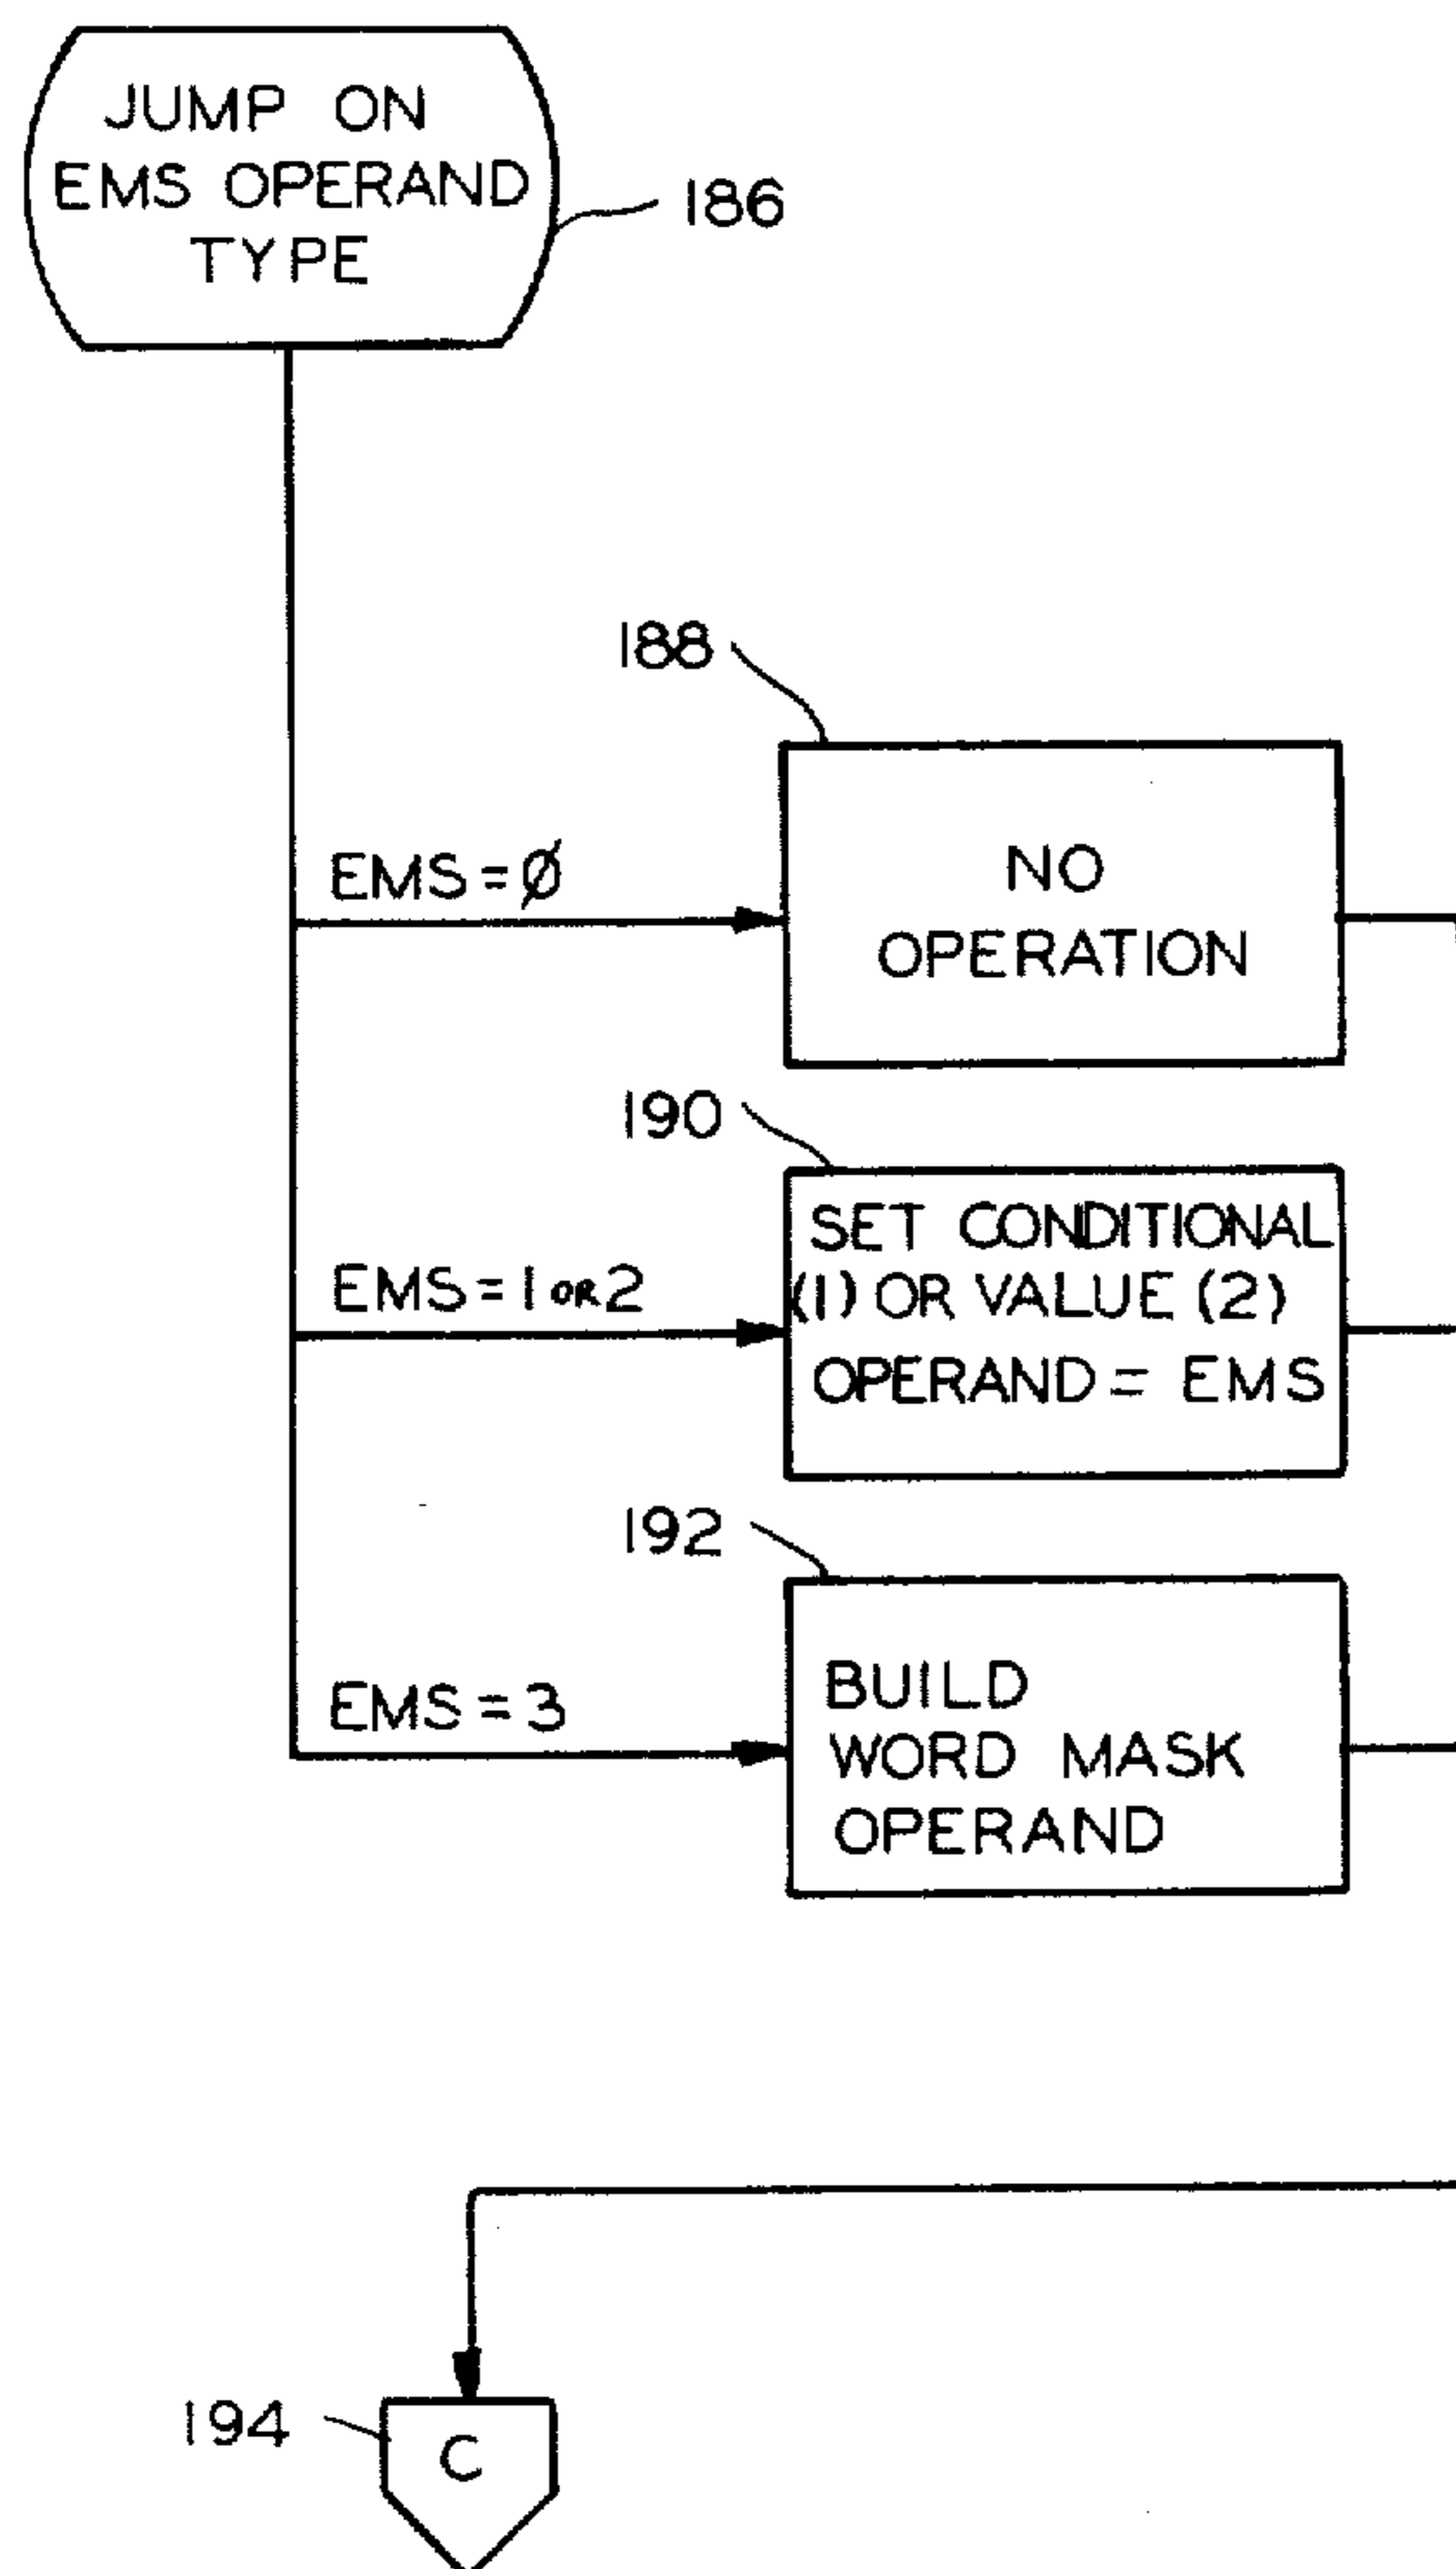 JUMP ON
EMS OPERAND
TYPE
186
188
EMS = Ø
NO
OPERATION
190
EMS = 1 OR 2
SET CONDITIONAL
(1) OR VALUE (2)
OPERAND = EMS
192
EMS = 3
BUILD
WORD MASK
OPERAND
194
C